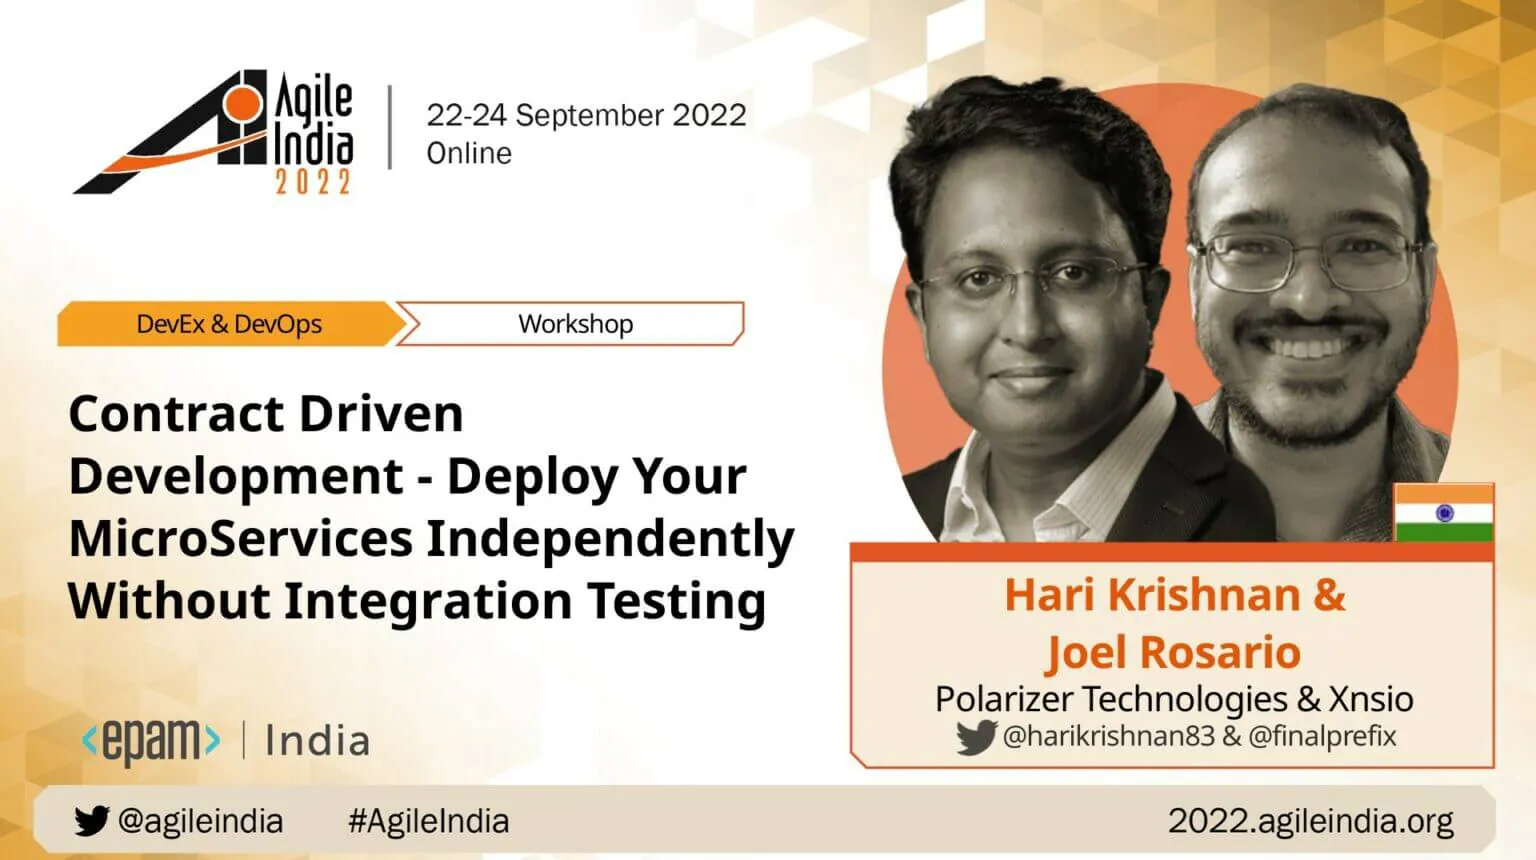 Agile
India
2022
22-24 September 2022
Online
DevEx & DevOps
Workshop
Contract Driven
Development - Deploy Your
MicroServices Independently
Without Integration Testing
Hari Krishnan &
Joel Rosario
Polarizer Technologies & Xnsio
@harikrishnan83 & @finalprefix
<epam> | India
@agileindia
#AgileIndia
2022.agileindia.org